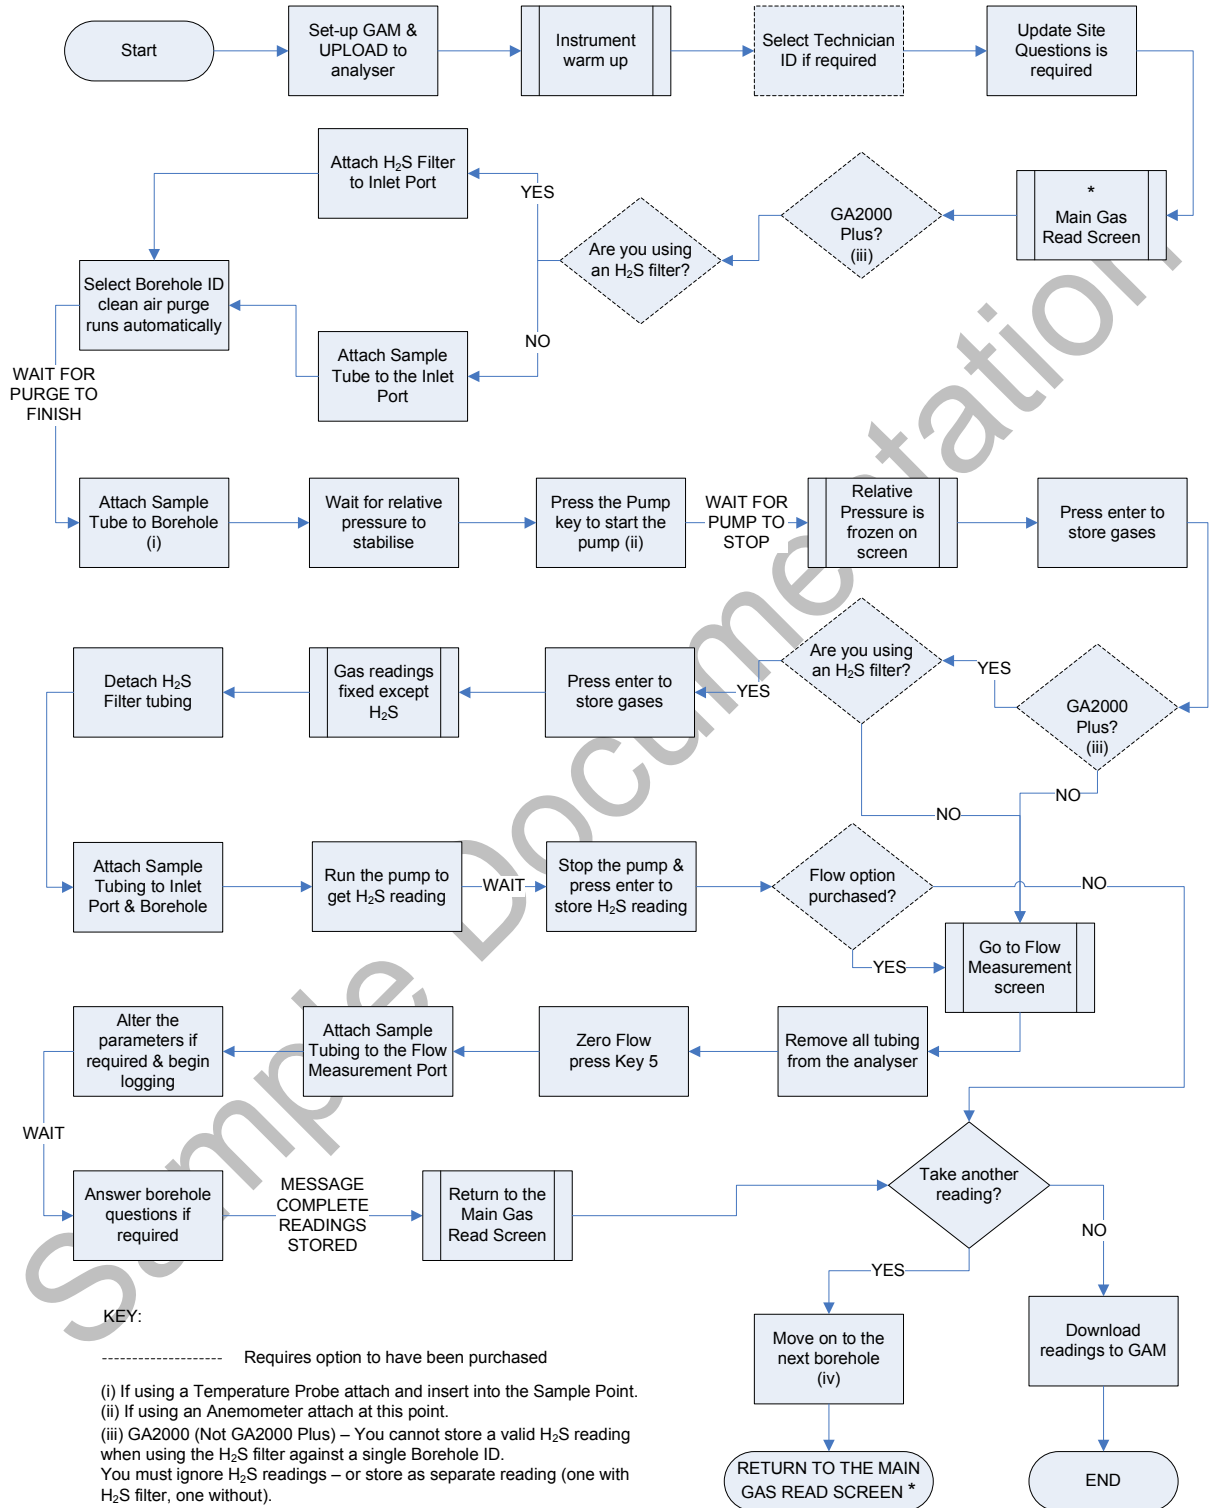 Start
Set-up GAM &
UPLOAD to
analyser
Instrument
warm up
Select Technician
ID if required
Update Site
Questions is
required
Attach H₂S Filter
to Inlet Port
YES
Are you using
an H₂S filter?
GA2000
Plus?
(iii)
*
Main Gas
Read Screen
Select Borehole ID
clean air purge
runs automatically
NO
Attach Sample
Tube to the Inlet
Port
WAIT FOR
PURGE TO
FINISH
Attach Sample
Tube to Borehole
(i)
Wait for relative
pressure to
stabilise
Press the Pump
key to start the
pump (ii)
WAIT FOR
PUMP TO
STOP
Relative
Pressure is
frozen on
screen
Press enter to
store gases
Detach H₂S
Filter tubing
Gas readings
fixed except
H₂S
Press enter to
store gases
YES
Are you using
an H₂S filter?
YES
GA2000
Plus?
(iii)
NO
NO
Attach Sample
Tubing to Inlet
Port & Borehole
Run the pump to
get H₂S reading
WAIT
Stop the pump &
press enter to
store H₂S reading
Flow option
purchased?
NO
YES
Go to Flow
Measurement
screen
Alter the
parameters if
required & begin
logging
Attach Sample
Tubing to the Flow
Measurement Port
Zero Flow
press Key 5
Remove all tubing
from the analyser
WAIT
Answer borehole
questions if
required
MESSAGE
COMPLETE
READINGS
STORED
Return to the
Main Gas
Read Screen
Take another
reading?
NO
YES
Move on to the
next borehole
(iv)
Download
readings to GAM
RETURN TO THE MAIN
GAS READ SCREEN *
END
KEY:
------------------- Requires option to have been purchased
(i) If using a Temperature Probe attach and insert into the Sample Point.
(ii) If using an Anemometer attach at this point.
(iii) GA2000 (Not GA2000 Plus) – You cannot store a valid H₂S reading
when using the H₂S filter against a single Borehole ID.
You must ignore H₂S readings – or store as separate reading (one with
H₂S filter, one without).
Sample Documentation